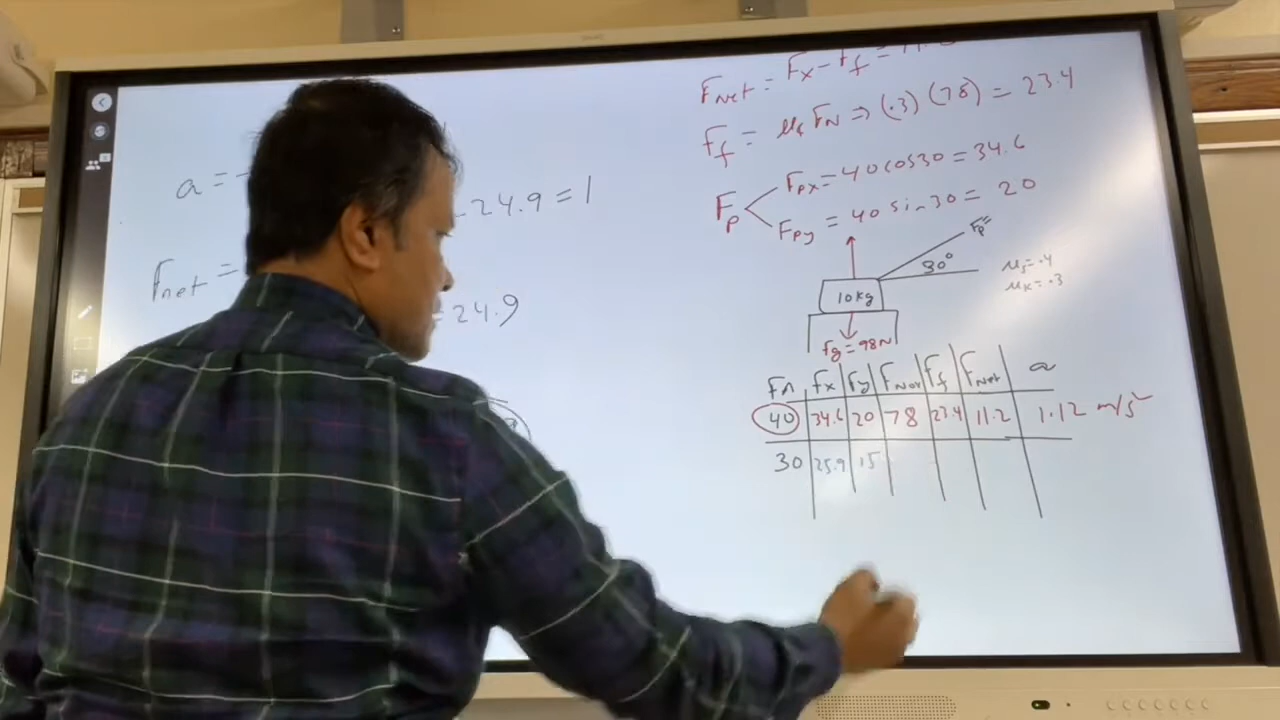 a = -
- 24.9 = 1
Fnet =
= 24.9
Fnet = Fx - Ff =
Ff = μk FN ⇒ (.3) (78) = 23.4
Fp
Fpx = 40 cos 30 = 34.6
Fpy = 40 sin 30 = 20
Fp=
30°
μs = .4
μk = .3
10kg
Fg = 98N
Fx Fy FNor Ff FNet a
40 34.6 20 78 23.4 11.2 1.12 m/s²
30 25.9 15